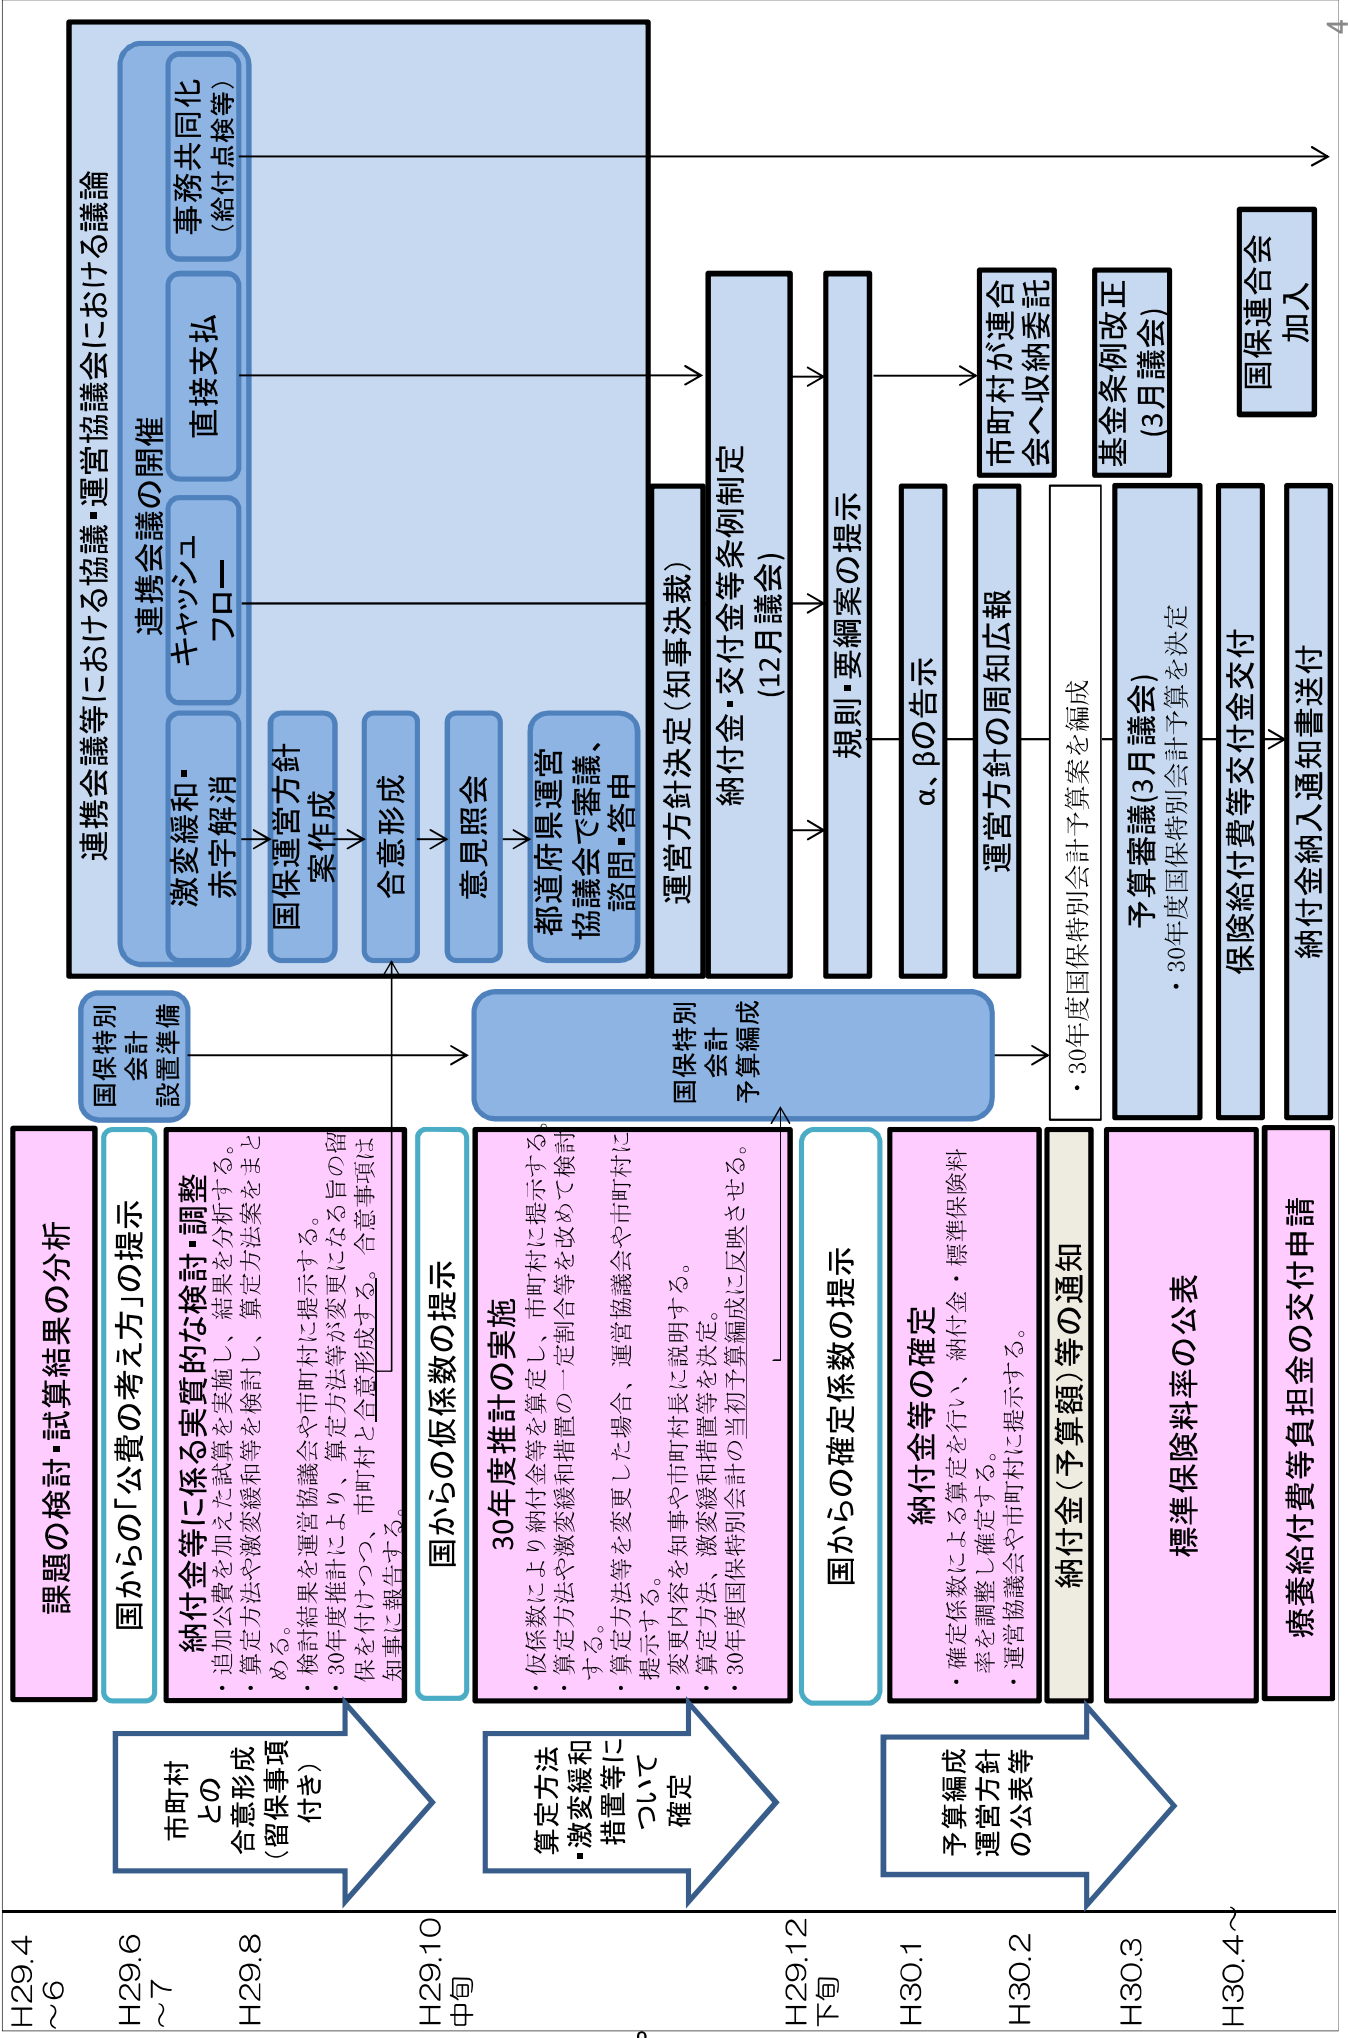 H29.4
～6
H29.6
～7
H29.8
H29.10
中旬
H29.12
下旬
H30.1
H30.2
H30.3
H30.4～
市町村
との
合意形成
（留保事項
付き）
算定方法
・激変緩和
措置等に
ついて
確定
予算編成
運営方針
の公表等
課題の検討・試算結果の分析
国からの「公費の考え方」の提示
納付金等に係る実質的な検討・調整
・追加公費を加えた試算を実施し、結果を分析する。
・算定方法や激変緩和等を検討し、算定方法案をまと
める。
・検討結果を運営協議会や市町村に提示する。
・30年度推計により、算定方法等が変更になる旨の留
保を付けつつ、市町村と合意形成する。合意事項は
知事に報告する。
国からの仮係数の提示
30年度推計の実施
・仮係数により納付金等を算定し、市町村に提示する。
・算定方法や激変緩和措置の一定割合等を改めて検討
する。
・算定方法等を変更した場合、運営協議会や市町村に
提示する。
・変更内容を知事や市町村長に説明する。
・算定方法、激変緩和措置等を決定。
・30年度国保特別会計の当初予算編成に反映させる。
国からの確定係数の提示
納付金等の確定
・確定係数による算定を行い、納付金・標準保険料
率を調整し確定する。
・運営協議会や市町村に提示する。
納付金（予算額）等の通知
標準保険料率の公表
療養給付費等負担金の交付申請
国保特別
会計
設置準備
国保特別
会計
予算編成
連携会議等における協議・運営協議会における議論
連携会議の開催
激変緩和・
赤字解消
キャッシュ
フロー
直接支払
事務共同化
（給付点検等）
国保運営方針
案作成
合意形成
意見照会
都道府県運営
協議会で審議、
諮問・答申
運営方針決定（知事決裁）
納付金・交付金等条例制定
(12月議会)
規則・要綱案の提示
α、βの告示
運営方針の周知広報
市町村が連合
会へ収納委託
・30年度国保特別会計予算案を編成
基金条例改正
(3月議会)
予算審議(3月議会)
・30年度国保特別会計予算を決定
保険給付費等交付金交付
国保連合会
加入
納付金納入通知書送付
4